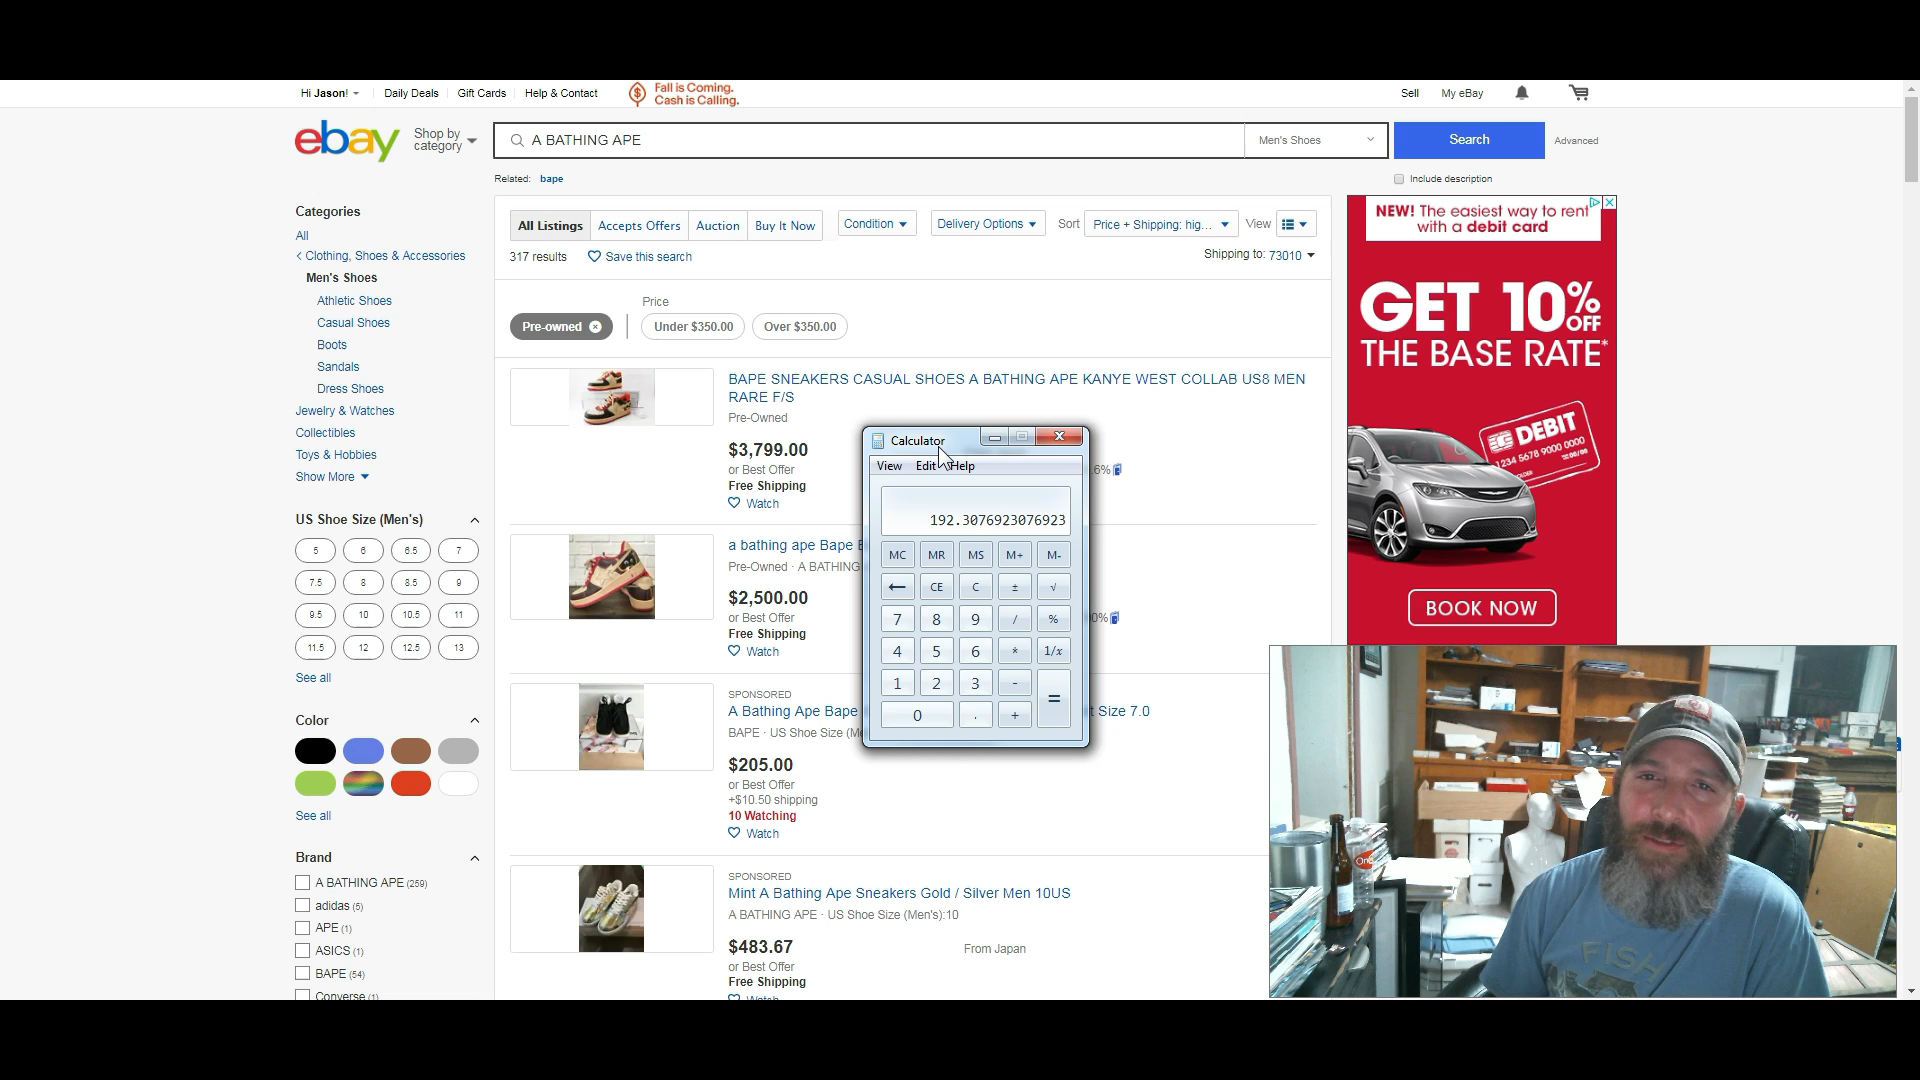 Hi Jason!
Daily Deals
Gift Cards
Help & Contact
Fall is Coming.
Cash is Calling.
Sell
My eBay
ebay
Shop by
category
A BATHING APE
Men's Shoes
Search
Advanced
Related: bape
Include description
Categories
All
< Clothing, Shoes & Accessories
Men's Shoes
Athletic Shoes
Casual Shoes
Boots
Sandals
Dress Shoes
Jewelry & Watches
Collectibles
Toys & Hobbies
Show More
US Shoe Size (Men's)
5 6 6.5 7
7.5 8 8.5 9
9.5 10 10.5 11
11.5 12 12.5 13
See all
Color
See all
Brand
A BATHING APE (259)
adidas (5)
APE (1)
ASICS (1)
BAPE (54)
Converse (1)
All Listings
Accepts Offers
Auction
Buy It Now
Condition
Delivery Options
Sort
Price + Shipping: hig...
View
317 results
Save this search
Shipping to: 73010
Price
Pre-owned
Under $350.00
Over $350.00
BAPE SNEAKERS CASUAL SHOES A BATHING APE KANYE WEST COLLAB US8 MEN
RARE F/S
Pre-Owned
$3,799.00
or Best Offer
Free Shipping
Watch
.6%
a bathing ape Bape
Pre-Owned · A BATHING
$2,500.00
or Best Offer
Free Shipping
Watch
0%
SPONSORED
A Bathing Ape Bape
t Size 7.0
BAPE · US Shoe Size (Me
$205.00
or Best Offer
+$10.50 shipping
10 Watching
Watch
SPONSORED
Mint A Bathing Ape Sneakers Gold / Silver Men 10US
A BATHING APE · US Shoe Size (Men's):10
$483.67
From Japan
or Best Offer
Free Shipping
Watch
Calculator
View Edit Help
192.3076923076923
MC MR MS M+ M-
← CE C ± √
7 8 9 / %
4 5 6 * 1/x
1 2 3 - =
0 . +
NEW! The easiest way to rent
with a debit card
GET 10%
OFF
THE BASE RATE*
DEBIT
1234 5678 9000 0000
BOOK NOW
One
FISH